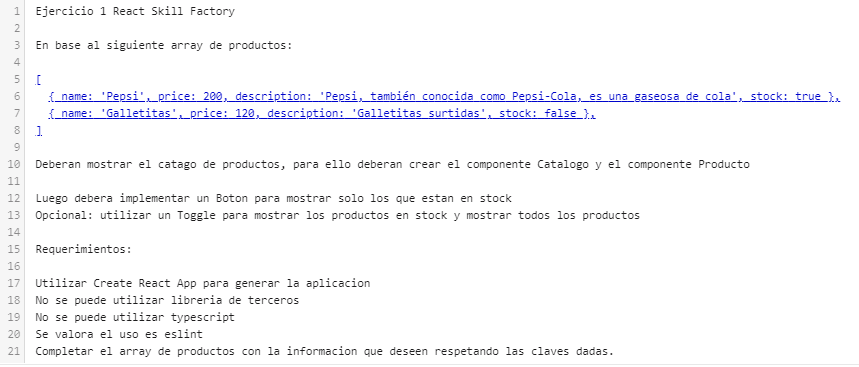 1 Ejercicio 1 React Skill Factory
2
3 En base al siguiente array de productos:
4
5 [
6 { name: 'Pepsi', price: 200, description: 'Pepsi, también conocida como Pepsi-Cola, es una gaseosa de cola', stock: true },
7 { name: 'Galletitas', price: 120, description: 'Galletitas surtidas', stock: false },
8 ]
9
10 Deberan mostrar el catago de productos, para ello deberan crear el componente Catalogo y el componente Producto
11
12 Luego debera implementar un Boton para mostrar solo los que estan en stock
13 Opcional: utilizar un Toggle para mostrar los productos en stock y mostrar todos los productos
14
15 Requerimientos:
16
17 Utilizar Create React App para generar la aplicacion
18 No se puede utilizar libreria de terceros
19 No se puede utilizar typescript
20 Se valora el uso es eslint
21 Completar el array de productos con la informacion que deseen respetando las claves dadas.